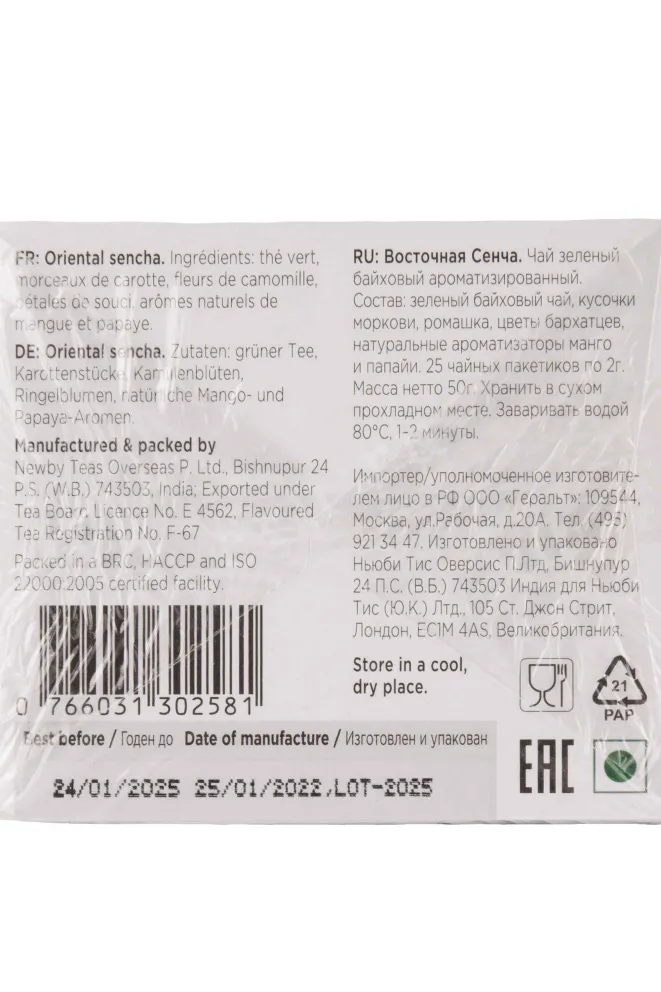 FR: Oriental sencha. Ingrédients: thé vert,
morceaux de carotte, fleurs de camomille,
pétales de souci, arômes naturels de
mangue et papaye.
DE: Oriental sencha. Zutaten: grüner Tee,
Karottenstücke, Kamillenblüten,
Ringelblumen, natürliche Mango- und
Papaya-Aromen.
Manufactured & packed by
Newby Teas Overseas P. Ltd., Bishnupur 24
P.S. (W.B.) 743503, India; Exported under
Tea Board Licence No. E 4562, Flavoured
Tea Registration No. F-67
Packed in a BRC, HACCP and ISO
22000:2005 certified facility.
0 766031 302581
RU: Восточная Сенча. Чай зеленый
байховый ароматизированный.
Состав: зеленый байховый чай, кусочки
моркови, ромашка, цветы бархатцев,
натуральные ароматизаторы манго
и папайи. 25 чайных пакетиков по 2г.
Масса нетто 50г. Хранить в сухом
прохладном месте. Заваривать водой
80°С, 1-2 минуты.
Импортер/уполномоченное изготовите-
лем лицо в РФ ООО «Геральт»: 109544,
Москва, ул.Рабочая, д.20А. Тел. (495)
921 34 47. Изготовлено и упаковано
Ньюби Тис Оверсис П.Лтд, Бишнупур
24 П.С. (В.Б.) 743503 Индия для Ньюби
Тис (Ю.К.) Лтд., 105 Ст. Джон Стрит,
Лондон, EC1M 4AS, Великобритания.
Store in a cool,
dry place.
21
PAP
Best before / Годен до Date of manufacture / Изготовлен и упакован
24/01/2025 25/01/2022,LOT-2025
EAC